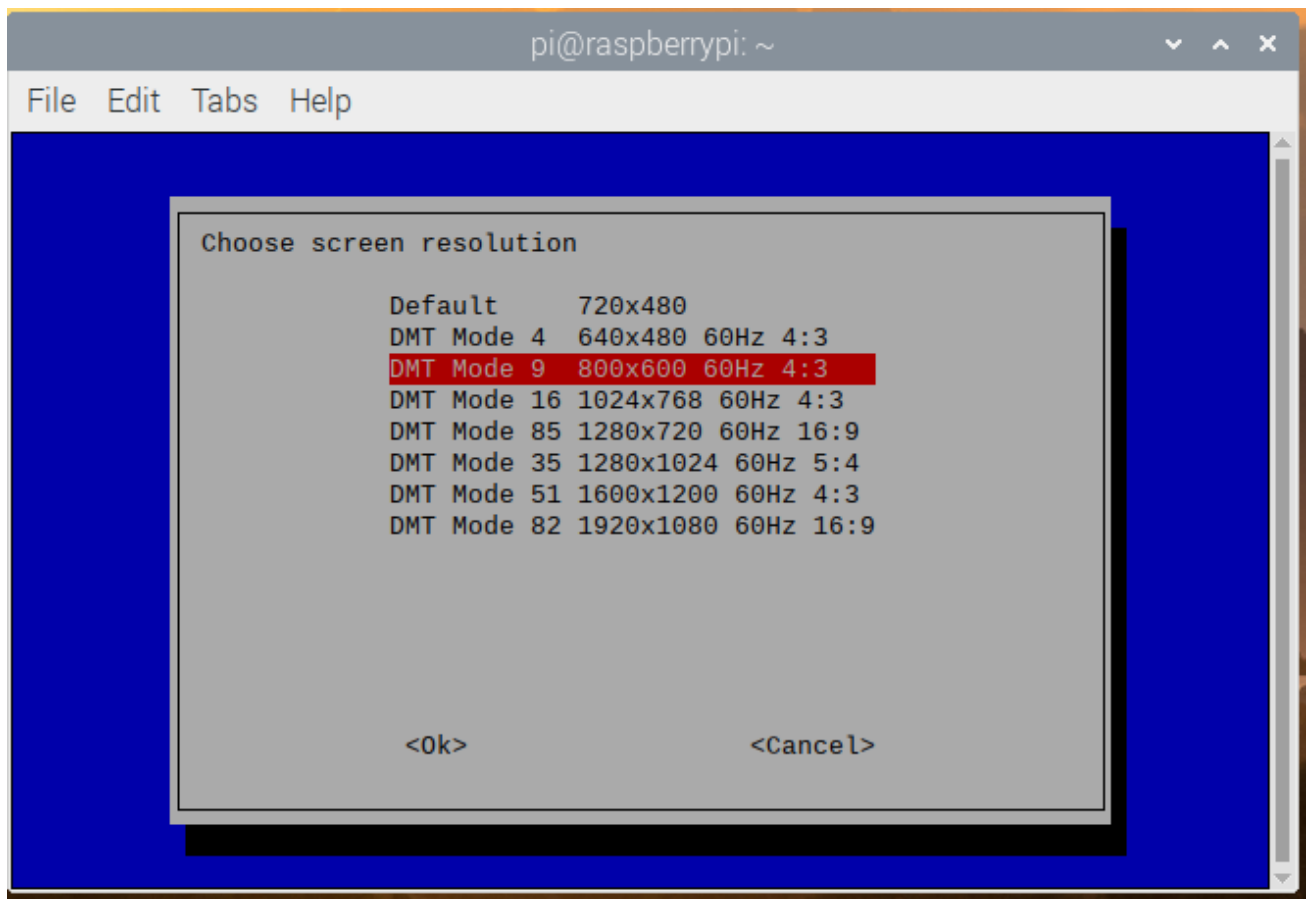 pi@raspberrypi: ~
File Edit Tabs Help
Choose screen resolution
Default 720x480
DMT Mode 4 640x480 60Hz 4:3
DMT Mode 9 800x600 60Hz 4:3
DMT Mode 16 1024x768 60Hz 4:3
DMT Mode 85 1280x720 60Hz 16:9
DMT Mode 35 1280x1024 60Hz 5:4
DMT Mode 51 1600x1200 60Hz 4:3
DMT Mode 82 1920x1080 60Hz 16:9
<Ok> <Cancel>